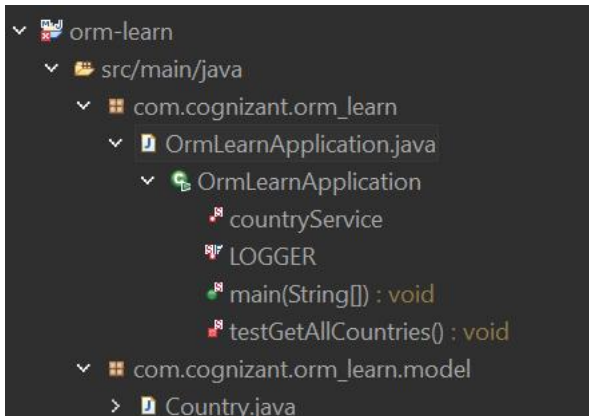 orm-learn
src/main/java
com.cognizant.orm_learn
OrmLearnApplication.java
OrmLearnApplication
countryService
LOGGER
main(String[]) : void
testGetAllCountries() : void
com.cognizant.orm_learn.model
Country.java